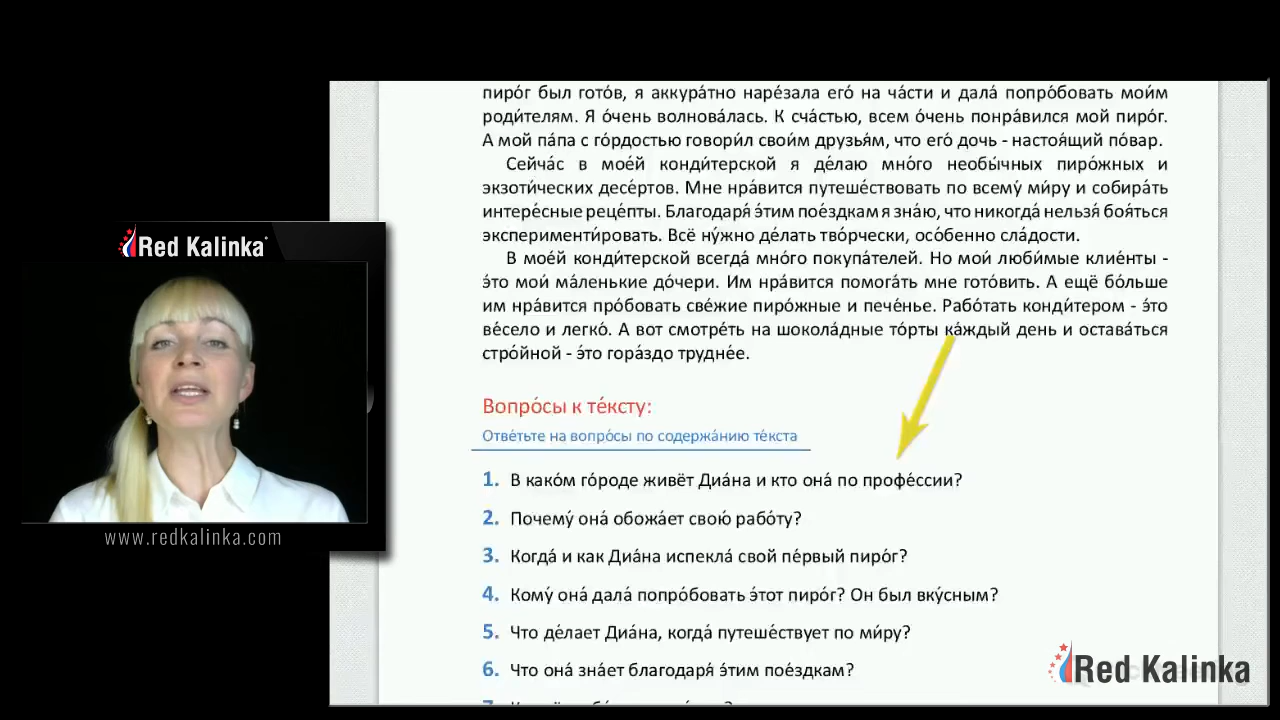 пиро́г был гото́в, я аккура́тно наре́зала его́ на ча́сти и дала́ попро́бовать мои́м
роди́телям. Я о́чень волнова́лась. К сча́стью, всем о́чень понра́вился мой пиро́г.
А мой па́па с го́рдостью говори́л свои́м друзья́м, что его́ дочь - настоя́щий по́вар.
Сейча́с в мое́й конди́терской я де́лаю мно́го необы́чных пиро́жных и
экзоти́ческих десе́ртов. Мне нра́вится путеше́ствовать по всему́ ми́ру и собира́ть
интере́сные реце́пты. Благодаря́ э́тим пое́здкам я зна́ю, что никогда́ нельзя́ боя́ться
эксперименти́ровать. Всё ну́жно де́лать тво́рчески, осо́бенно сла́дости.
В мое́й конди́терской всегда́ мно́го покупа́телей. Но мои́ люби́мые клие́нты -
э́то мои́ ма́ленькие до́чери. Им нра́вится помога́ть мне гото́вить. А ещё бо́льше
им нра́вится про́бовать све́жие пиро́жные и пече́нье. Рабо́тать конди́тером - э́то
ве́село и легко́. А вот смотре́ть на шокола́дные то́рты ка́ждый день и остава́ться
стро́йной - э́то гора́здо трудне́е.
Вопро́сы к те́ксту:
Отве́тьте на вопро́сы по содержа́нию те́кста
1. В како́м го́роде живёт Диа́на и кто она́ по профе́ссии?
2. Почему́ она́ обожа́ет свою́ рабо́ту?
3. Когда́ и как Диа́на испекла́ свой пе́рвый пиро́г?
4. Кому́ она́ дала́ попро́бовать э́тот пиро́г? Он был вку́сным?
5. Что де́лает Диа́на, когда́ путеше́ствует по ми́ру?
6. Что она́ зна́ет благодаря́ э́тим пое́здкам?
Red Kalinka
www.redkalinka.com
Red Kalinka